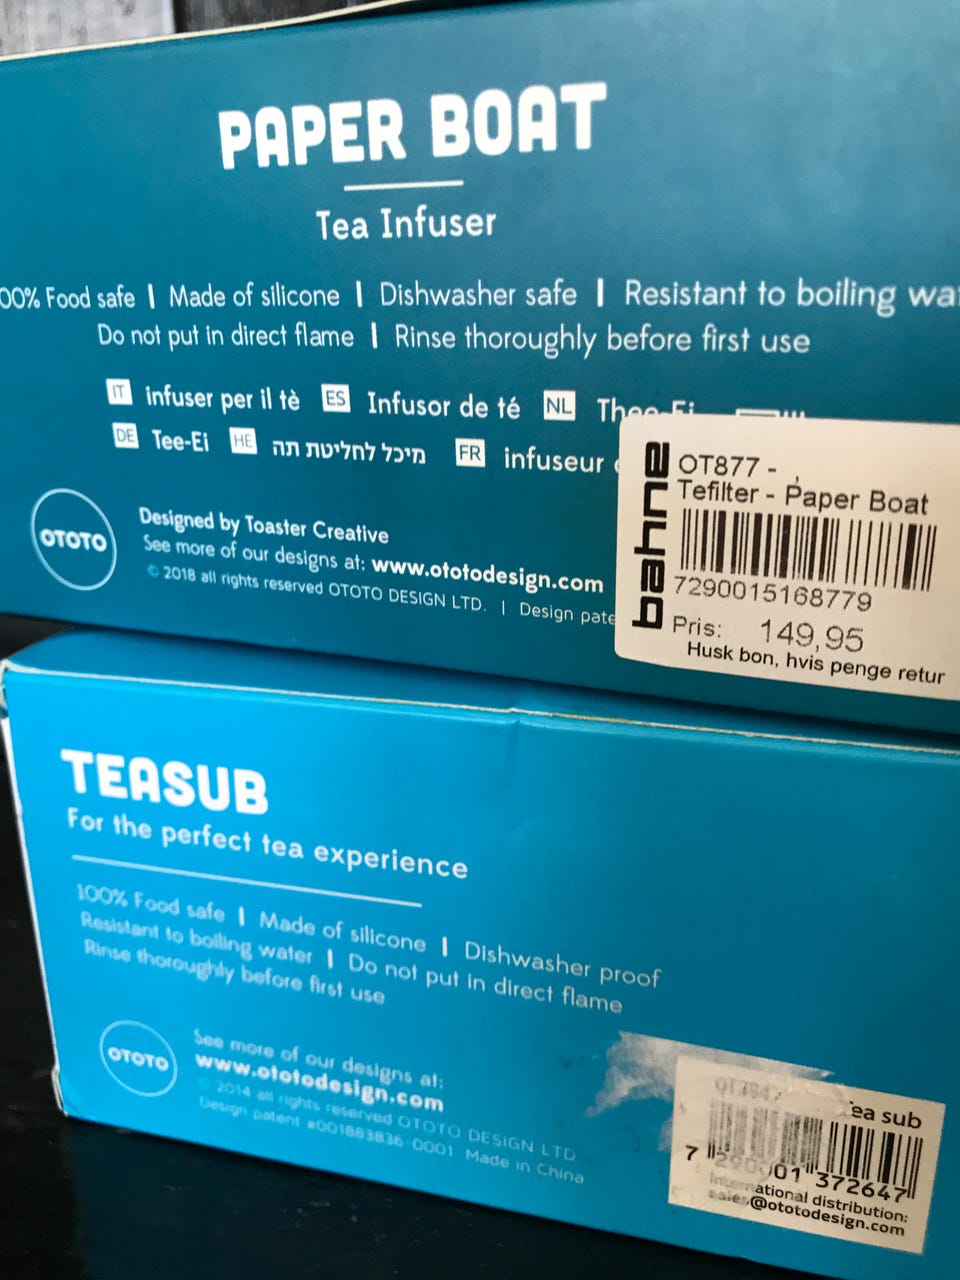 PAPER BOAT
Tea Infuser
00% Food safe | Made of silicone | Dishwasher safe | Resistant to boiling
Do not put in direct flame | Rinse thoroughly before first use
IT infuser per il tè ES Infusor de té NL
DE Tee-Ei HE מיכל לחליטת תה FR infuseur
OTOTO
Designed by Toaster Creative
See more of our designs at: www.ototodesign.com
© 2018 all rights reserved OTOTO DESIGN LTD. | Design
bahne
OT877 -
Tefilter - Paper Boat
7290015168779
Pris: 149,95
Husk bon, hvis penge retur
TEASUB
For the perfect tea experience
100% Food safe | Made of silicone | Dishwasher proof
Resistant to boiling water | Do not put in direct flame
Rinse thoroughly before first use
OTOTO
See more of our designs at:
www.ototodesign.com
© 2014 all rights reserved OTOTO DESIGN LTD
Design patent #001883836-0001 Made in China
ea sub
7 290001 372647
International distribution:
sales@ototodesign.com